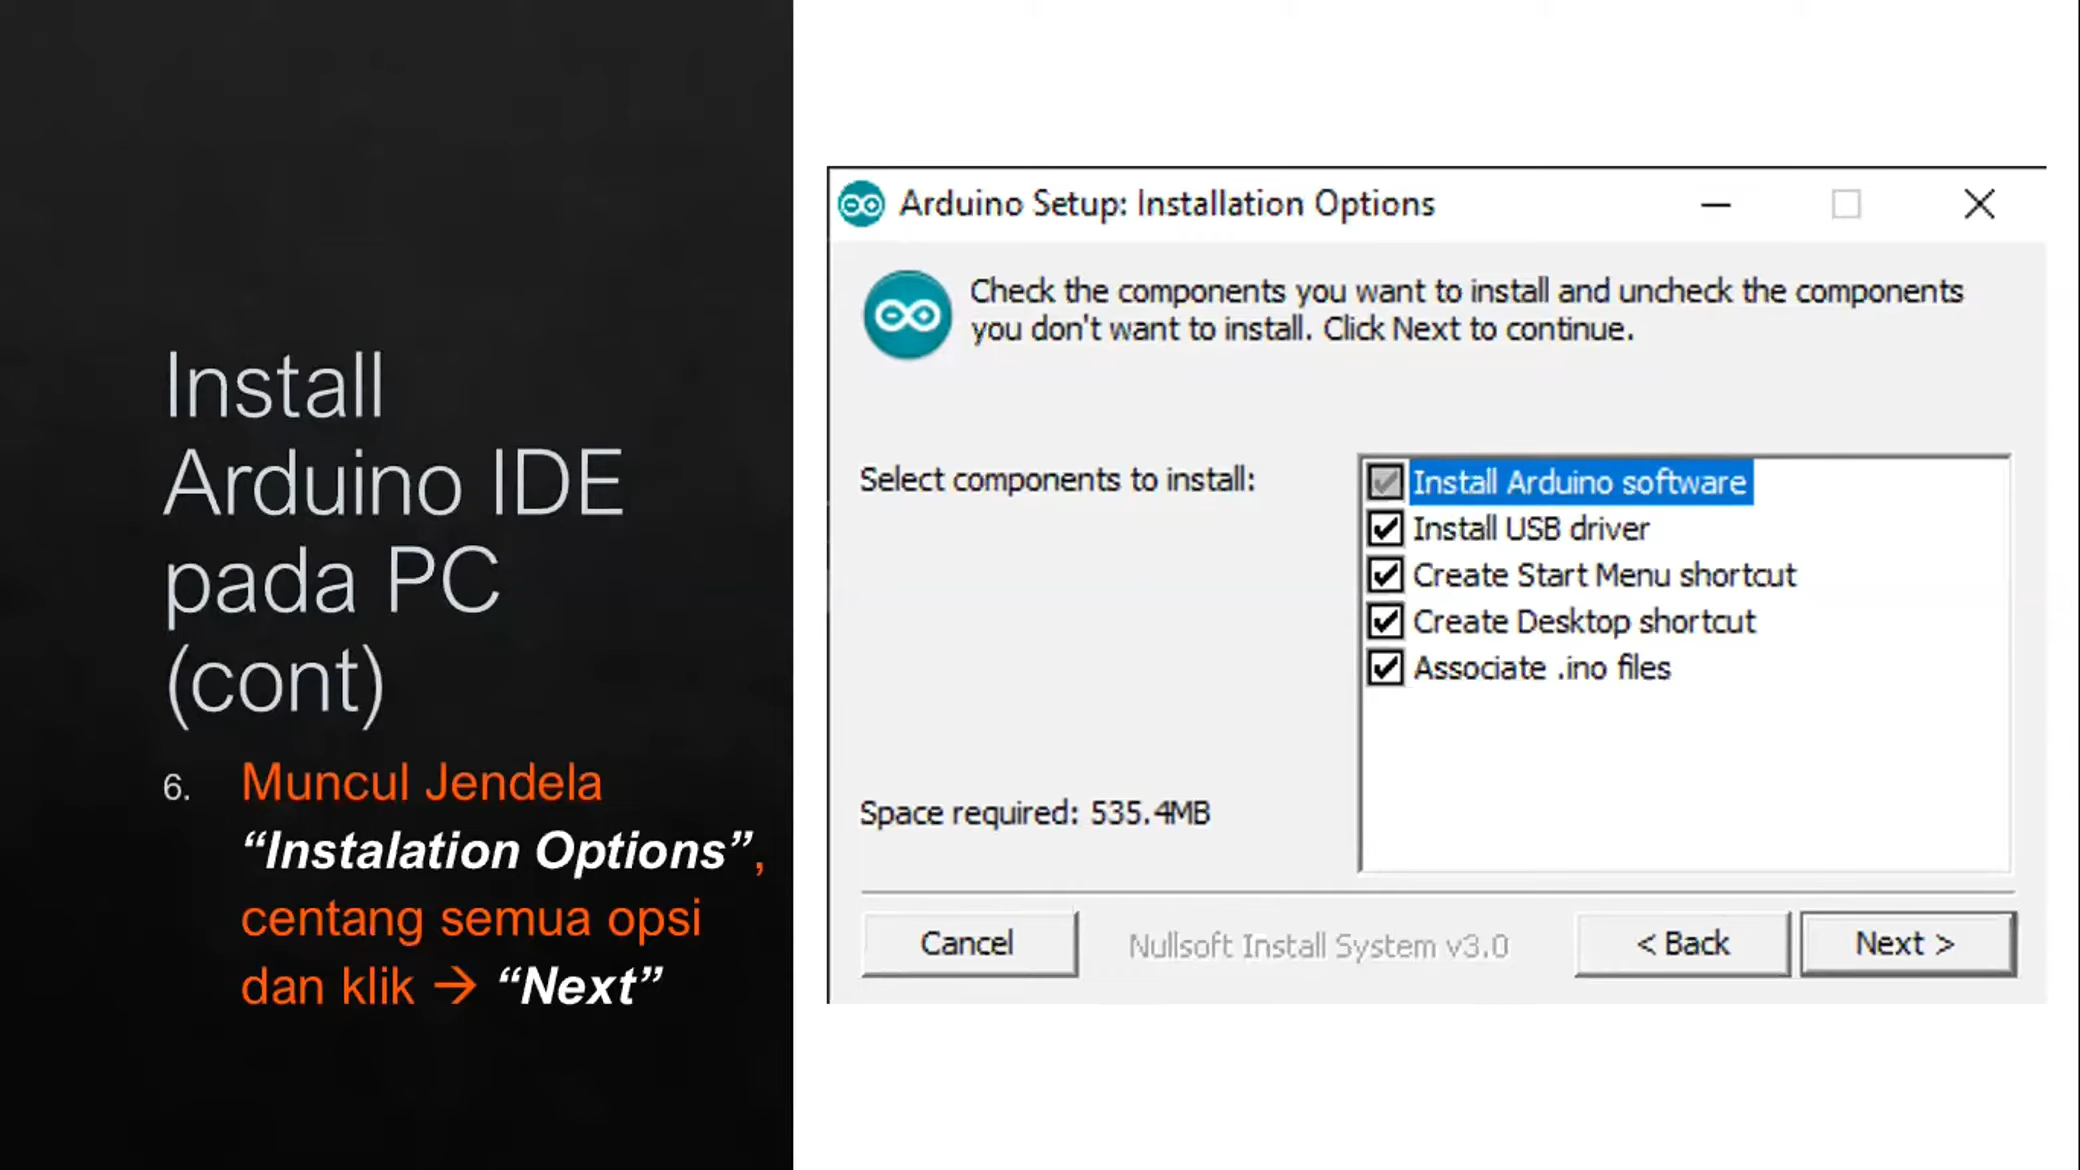 Install
Arduino IDE
pada PC
(cont)
6. Muncul Jendela
“Instalation Options”,
centang semua opsi
dan klik → “Next”
Arduino Setup: Installation Options
Check the components you want to install and uncheck the components
you don't want to install. Click Next to continue.
Select components to install:
Install Arduino software
Install USB driver
Create Start Menu shortcut
Create Desktop shortcut
Associate .ino files
Space required: 535.4MB
Cancel
Nullsoft Install System v3.0
< Back
Next >